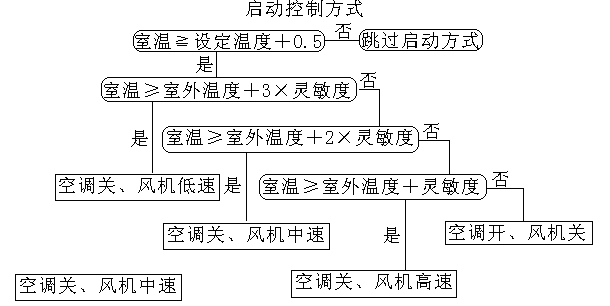 启动控制方式
室温≧设定温度+0.5
否
跳过启动方式
是
室温≥室外温度+3×灵敏度
否
是
室温≥室外温度+2×灵敏度
否
空调关、风机低速
是
室温≥室外温度+灵敏度
否
空调关、风机中速
是
空调开、风机关
空调关、风机中速
空调关、风机高速